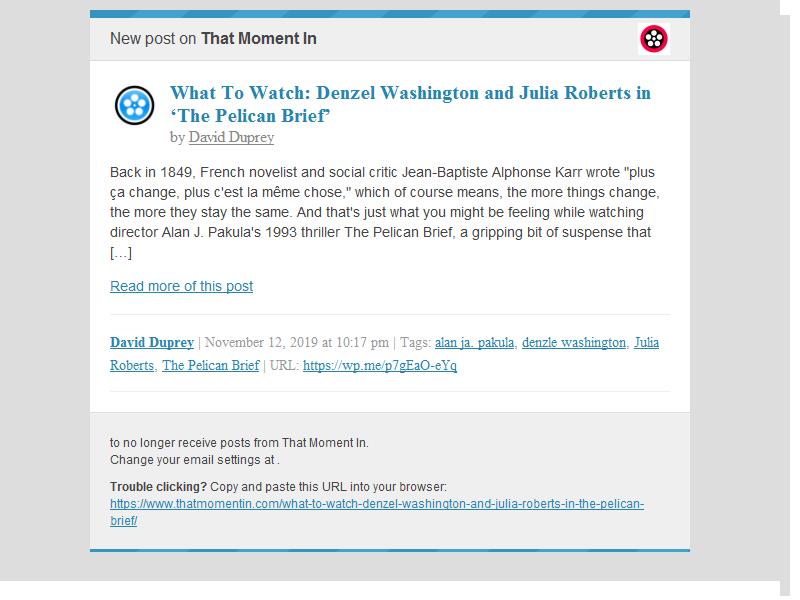 New post on That Moment In
What To Watch: Denzel Washington and Julia Roberts in
‘The Pelican Brief’
by David Duprey
Back in 1849, French novelist and social critic Jean-Baptiste Alphonse Karr wrote "plus
ça change, plus c'est la même chose," which of course means, the more things change,
the more they stay the same. And that's just what you might be feeling while watching
director Alan J. Pakula's 1993 thriller The Pelican Brief, a gripping bit of suspense that
[…]
Read more of this post
David Duprey | November 12, 2019 at 10:17 pm | Tags: alan ja. pakula, denzle washington, Julia
Roberts, The Pelican Brief | URL: https://wp.me/p7gEaO-eYq
to no longer receive posts from That Moment In.
Change your email settings at .
Trouble clicking? Copy and paste this URL into your browser:
https://www.thatmomentin.com/what-to-watch-denzel-washington-and-julia-roberts-in-the-pelican-
brief/